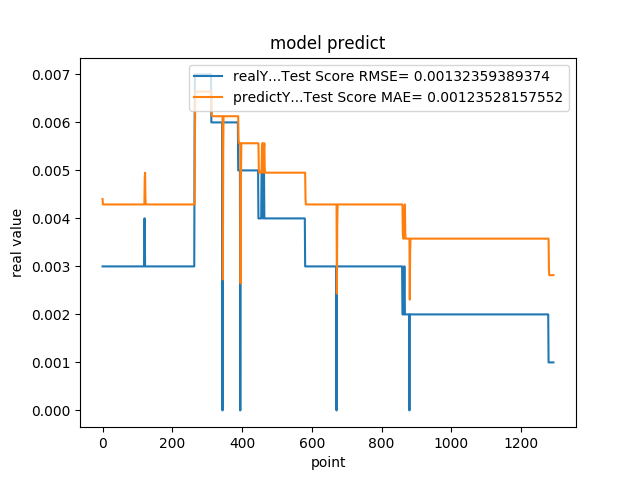 model predict
realY...Test Score RMSE= 0.00132359389374
predictY...Test Score MAE= 0.00123528157552
0.007
0.006
0.005
0.004
0.003
0.002
0.001
0.000
real value
0 200 400 600 800 1000 1200
point